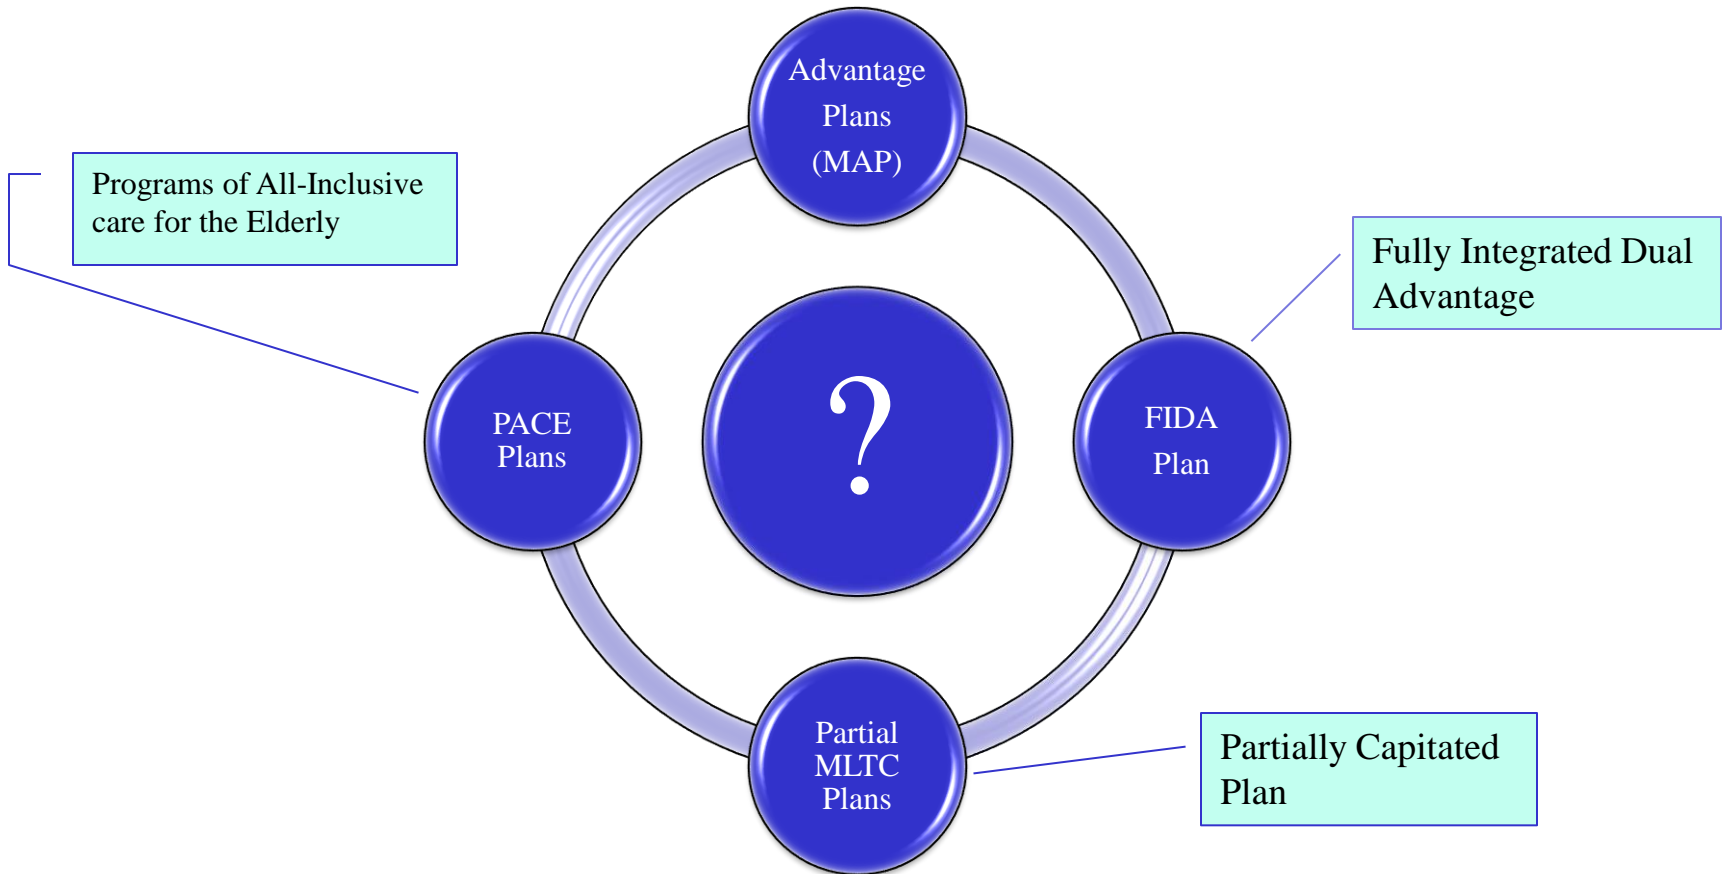 Advantage
Plans
(MAP)
Programs of All-Inclusive
care for the Elderly
Fully Integrated Dual
Advantage
PACE
Plans
?
FIDA
Plan
Partial
MLTC
Plans
Partially Capitated
Plan